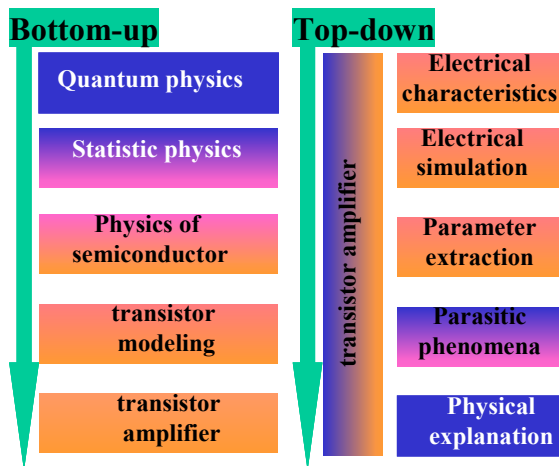 Bottom-up
Quantum physics
Statistic physics
Physics of
semiconductor
transistor
modeling
transistor
amplifier
Top-down
transistor amplifier
Electrical
characteristics
Electrical
simulation
Parameter
extraction
Parasitic
phenomena
Physical
explanation